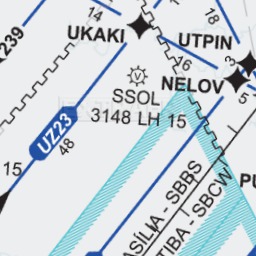 14
18
UKAKI
UTPIN
Z39
3
16
NELOV
5
V
SSOL
3148 LH 15
UZ23
48
15
ASÍLIA - SBBS
TIBA - SBCW
PU